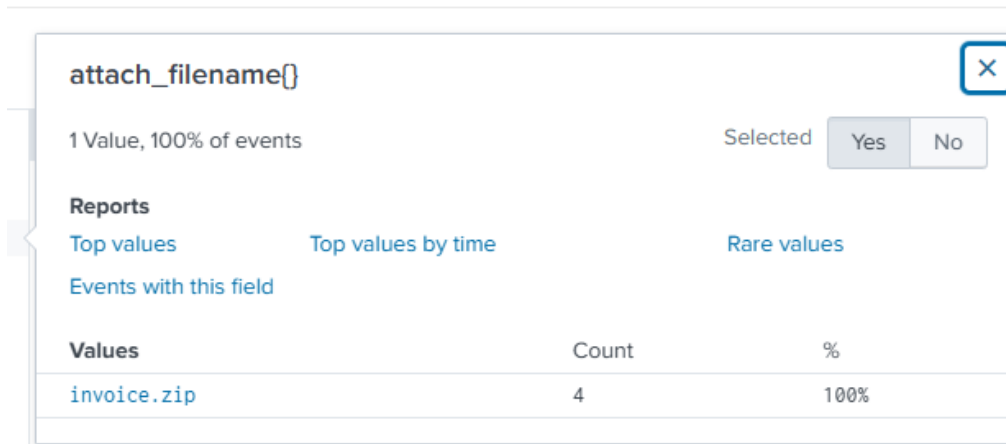 attach_filename{}
1 Value, 100% of events
Selected Yes No
Reports
Top values Top values by time Rare values
Events with this field
Values Count %
invoice.zip 4 100%